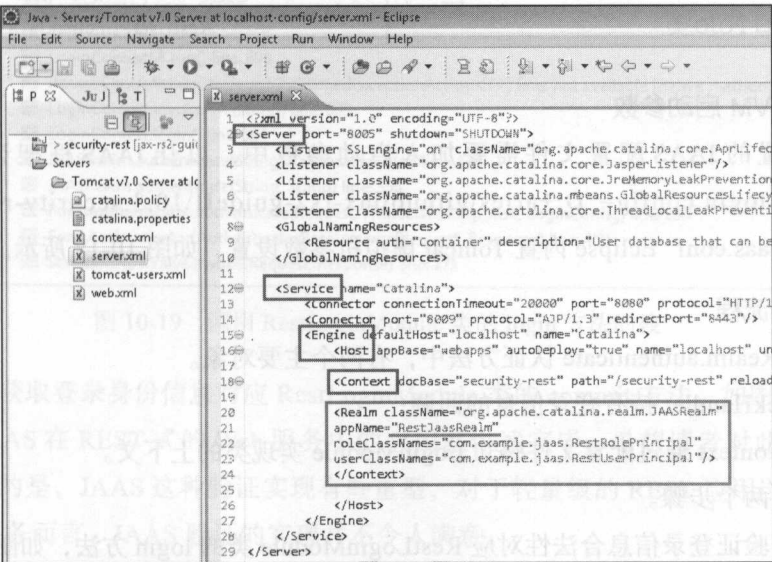 Java - Servers/Tomcat v7.0 Server at localhost-config/server.xml - Eclipse
File Edit Source Navigate Search Project Run Window Help
P Ju J T
server.xml
> security-rest [jax-rs2-gui
Servers
Tomcat v7.0 Server at lo
catalina.policy
catalina.properties
context.xml
server.xml
tomcat-users.xml
web.xml
1 <?xml version="1.0" encoding="UTF-8"?>
2 <Server port="8005" shutdown="SHUTDOWN">
3 <Listener SSLEngine="on" className="org.apache.catalina.core.AprLifec
4 <Listener className="org.apache.catalina.core.JasperListener"/>
5 <Listener className="org.apache.catalina.core.JreMemoryLeakPrevention
6 <Listener className="org.apache.catalina.mbeans.GlobalResourcesLifecy
7 <Listener className="org.apache.catalina.core.ThreadLocalLeakPreventi
8 <GlobalNamingResources>
9 <Resource auth="Container" description="User database that can be
10 </GlobalNamingResources>
11
12 <Service name="Catalina">
13 <Connector connectionTimeout="20000" port="8080" protocol="HTTP/1
14 <Connector port="8009" protocol="AJP/1.3" redirectPort="8443"/>
15 <Engine defaultHost="localhost" name="Catalina">
16 <Host appBase="webapps" autoDeploy="true" name="localhost" un
17
18 <Context docBase="security-rest" path="/security-rest" reload
19
20 <Realm className="org.apache.catalina.realm.JAASRealm"
21 appName="RestJaasRealm"
22 roleClassNames="com.example.jaas.RestRolePrincipal"
23 userClassNames="com.example.jaas.RestUserPrincipal"/>
24 </Context>
25
26 </Host>
27 </Engine>
28 </Service>
29 </Server>